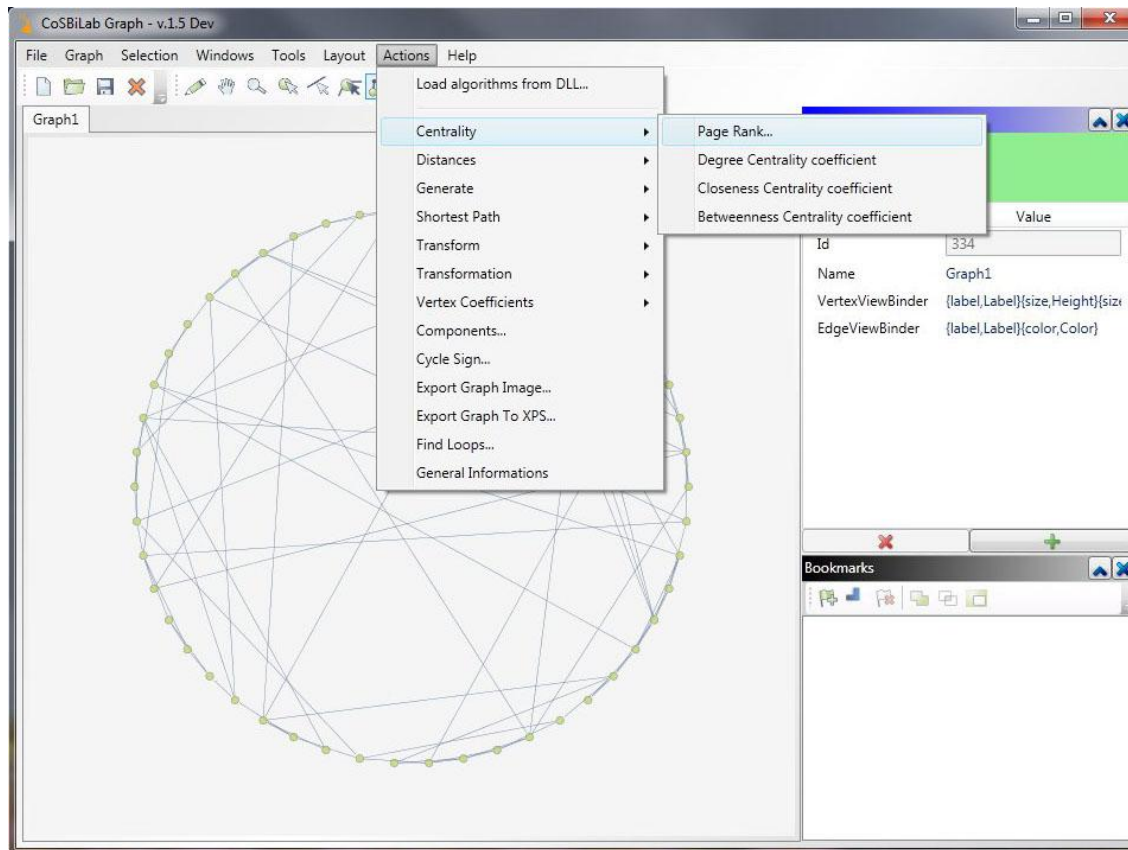 CoSBiLab Graph - v.1.5 Dev
File Graph Selection Windows Tools Layout Actions Help
Graph1
Load algorithms from DLL...
Centrality
Distances
Generate
Shortest Path
Transform
Transformation
Vertex Coefficients
Components...
Cycle Sign...
Export Graph Image...
Export Graph To XPS...
Find Loops...
General Informations
Page Rank...
Degree Centrality coefficient
Closeness Centrality coefficient
Betweenness Centrality coefficient
Value
Id 334
Name Graph1
VertexViewBinder {label,Label}{size,Height}{size
EdgeViewBinder {label,Label}{color,Color}
Bookmarks